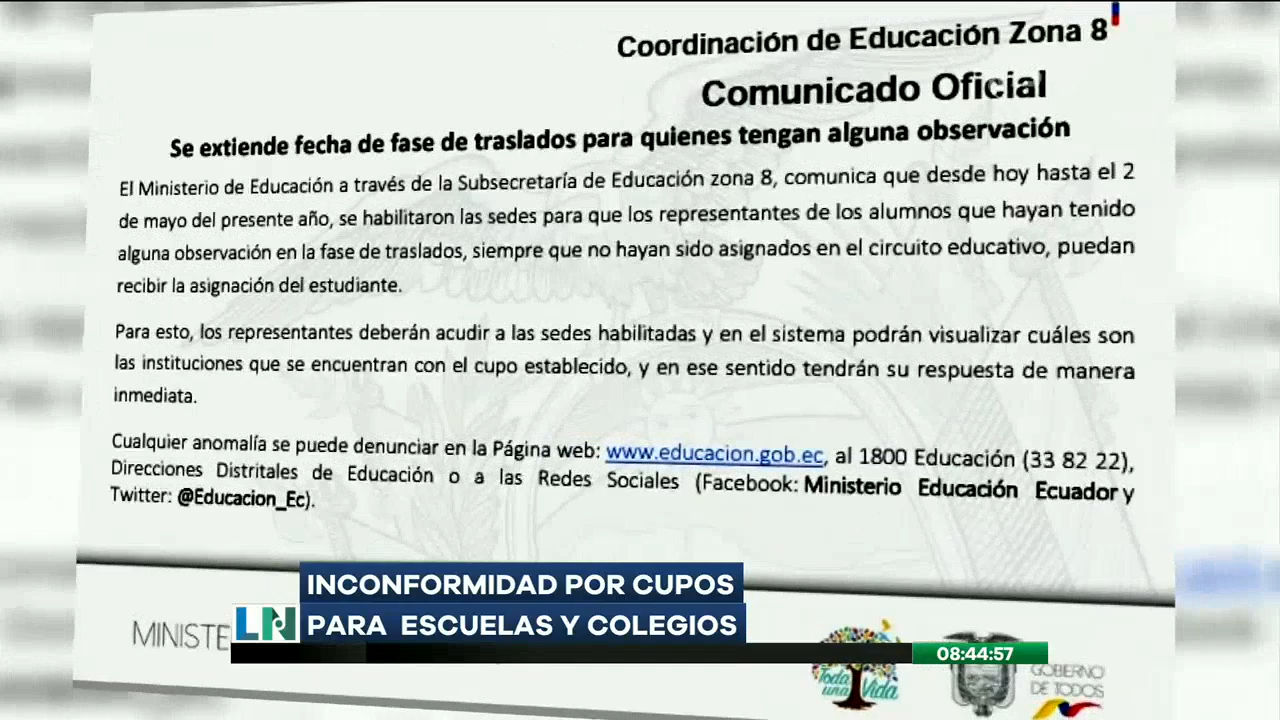 Coordinación de Educación Zona 8
Comunicado Oficial
Se extiende fecha de fase de traslados para quienes tengan alguna observación
El Ministerio de Educación a través de la Subsecretaría de Educación zona 8, comunica que desde hoy hasta el 2
de mayo del presente año, se habilitaron las sedes para que los representantes de los alumnos que hayan tenido
alguna observación en la fase de traslados, siempre que no hayan sido asignados en el circuito educativo, puedan
recibir la asignación del estudiante.
Para esto, los representantes deberán acudir a las sedes habilitadas y en el sistema podrán visualizar cuáles son
las instituciones que se encuentran con el cupo establecido, y en ese sentido tendrán su respuesta de manera
inmediata.
Cualquier anomalía se puede denunciar en la Página web: www.educacion.gob.ec, al 1800 Educación (33 82 22),
Direcciones Distritales de Educación o a las Redes Sociales (Facebook: Ministerio Educación Ecuador y
Twitter: @Educacion_Ec).
INCONFORMIDAD POR CUPOS
LN PARA ESCUELAS Y COLEGIOS
MINISTE
08:44:57
Toda
una Vida
GOBIERNO
DE TODOS